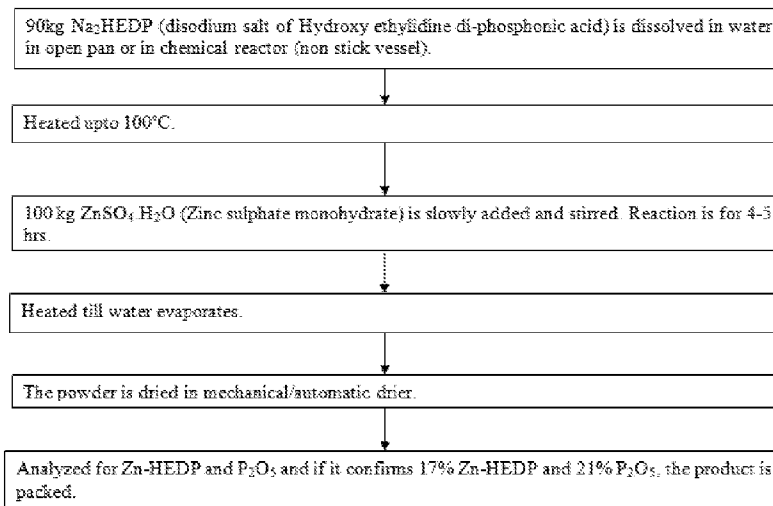 90kg Na₂HEDP (disodium salt of Hydroxy ethylidine di-phosphonic acid) is dissolved in water
in open pan or in chemical reactor (non stick vessel).
Heated upto 100°C.
100 kg ZnSO₄.H₂O (Zinc sulphate monohydrate) is slowly added and stirred. Reaction is for 4-5
hrs.
Heated till water evaporates.
The powder is dried in mechanical/automatic drier.
Analyzed for Zn-HEDP and P₂O₅ and if it confirms 17% Zn-HEDP and 21% P₂O₅, the product is
packed.